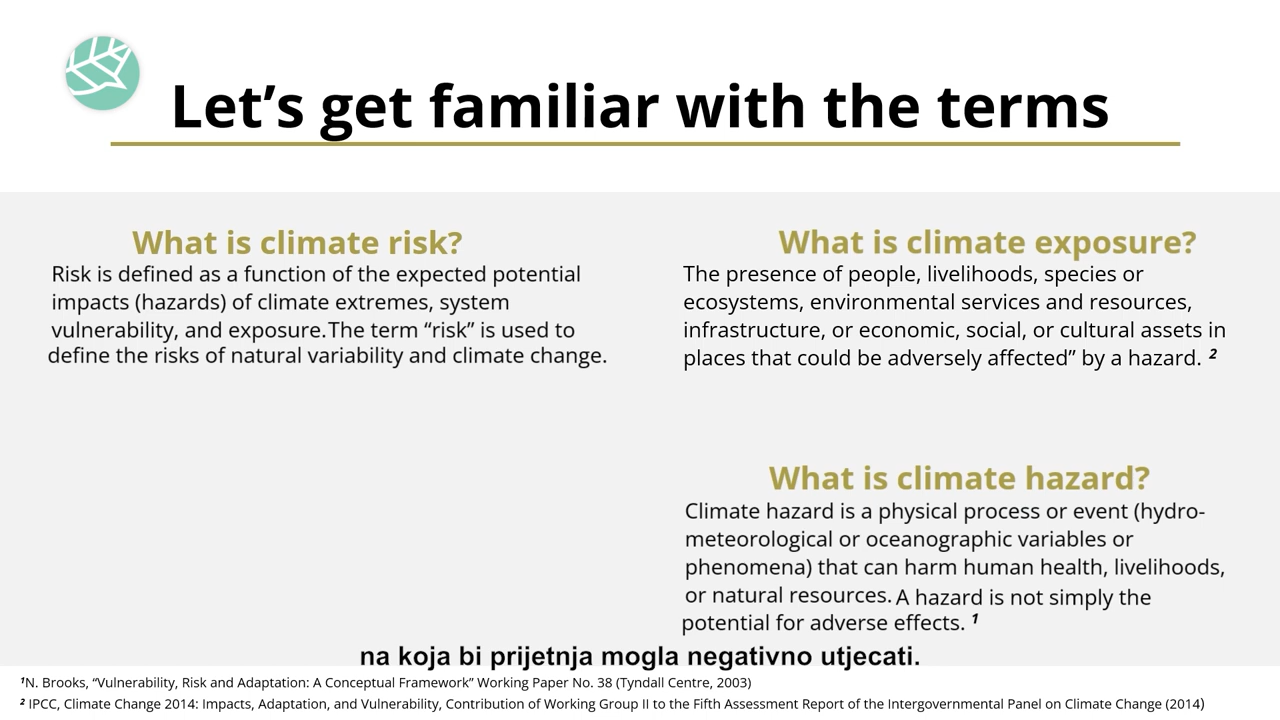 Let’s get familiar with the terms
What is climate risk?
Risk is defined as a function of the expected potential
impacts (hazards) of climate extremes, system
vulnerability, and exposure.The term “risk” is used to
define the risks of natural variability and climate change.
What is climate exposure?
The presence of people, livelihoods, species or
ecosystems, environmental services and resources,
infrastructure, or economic, social, or cultural assets in
places that could be adversely affected” by a hazard. 2
What is climate hazard?
Climate hazard is a physical process or event (hydro-
meteorological or oceanographic variables or
phenomena) that can harm human health, livelihoods,
or natural resources. A hazard is not simply the
potential for adverse effects. 1
na koja bi prijetnja mogla negativno utjecati.
1N. Brooks, “Vulnerability, Risk and Adaptation: A Conceptual Framework” Working Paper No. 38 (Tyndall Centre, 2003)
2 IPCC, Climate Change 2014: Impacts, Adaptation, and Vulnerability, Contribution of Working Group II to the Fifth Assessment Report of the Intergovernmental Panel on Climate Change (2014)